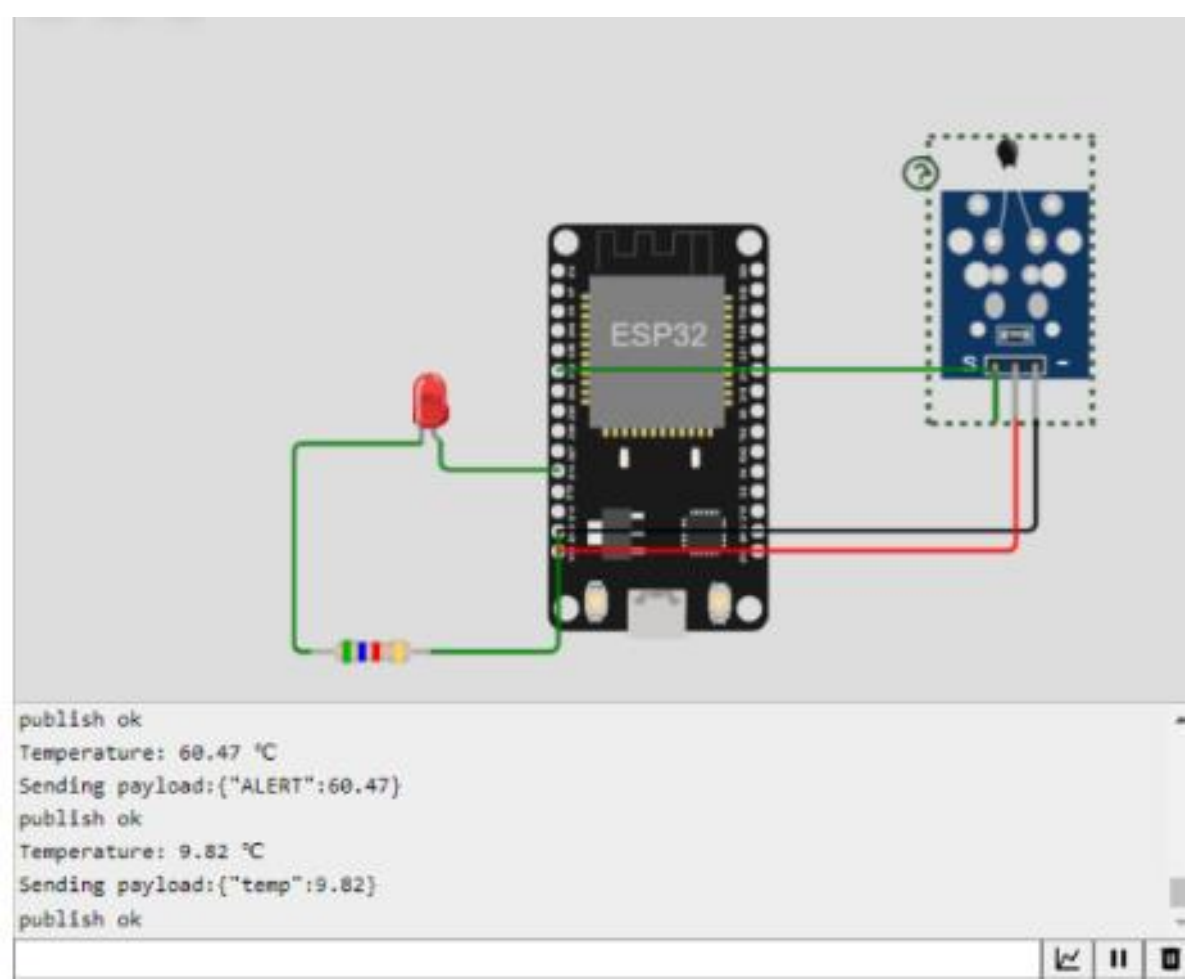 ESP32
?
S
-
publish ok
Temperature: 60.47 ℃
Sending payload:{"ALERT":60.47}
publish ok
Temperature: 9.82 ℃
Sending payload:{"temp":9.82}
publish ok